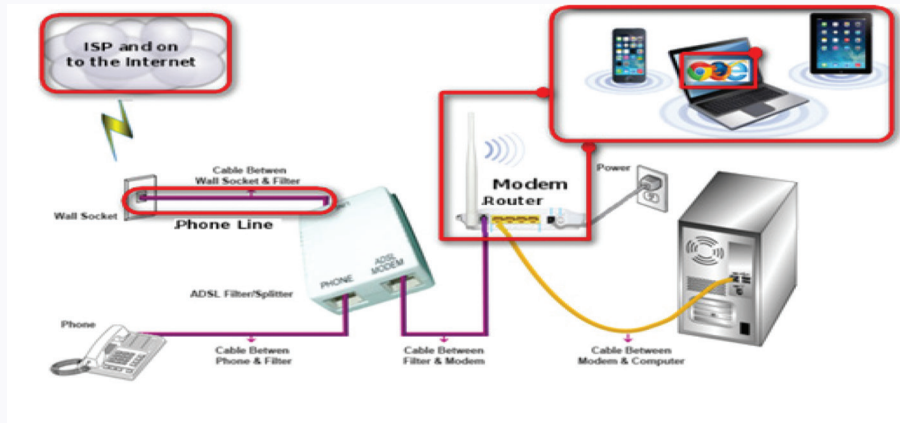 ISP and on
to the Internet
Cable Betwen
Wall Socket & Filter
Wall Socket
.Phone Line
Modem
.Router
Power
PHONE
ADSL
MODEM
ADSL Filter/Splitter
Phone
Cable Betwen
Phone & Filter
Cable Between
Filter & Modem
Cable Between
Modem & Computer